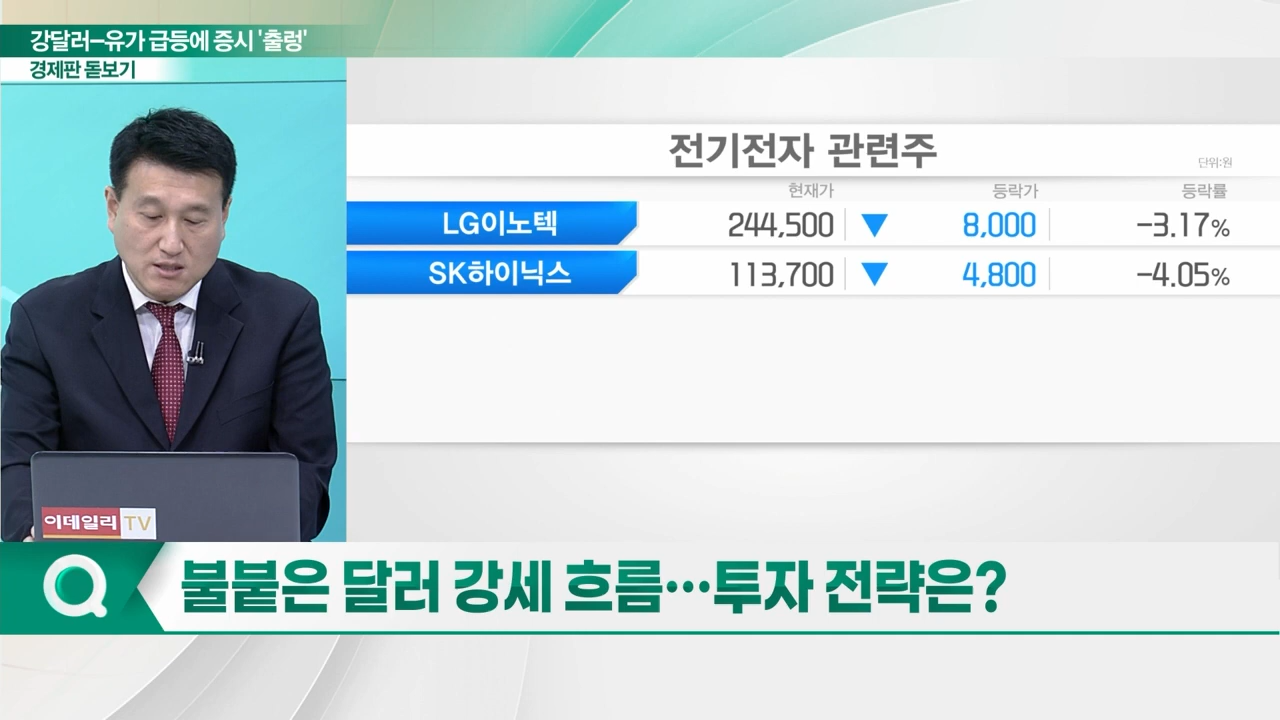 강달러-유가 급등에 증시 '출렁'
경제판 돋보기
전기전자 관련주
단위:원
현재가 등락가 등락률
LG이노텍 244,500 ▼ 8,000 -3.17%
SK하이닉스 113,700 ▼ 4,800 -4.05%
이데일리TV
불붙은 달러 강세 흐름…투자 전략은?